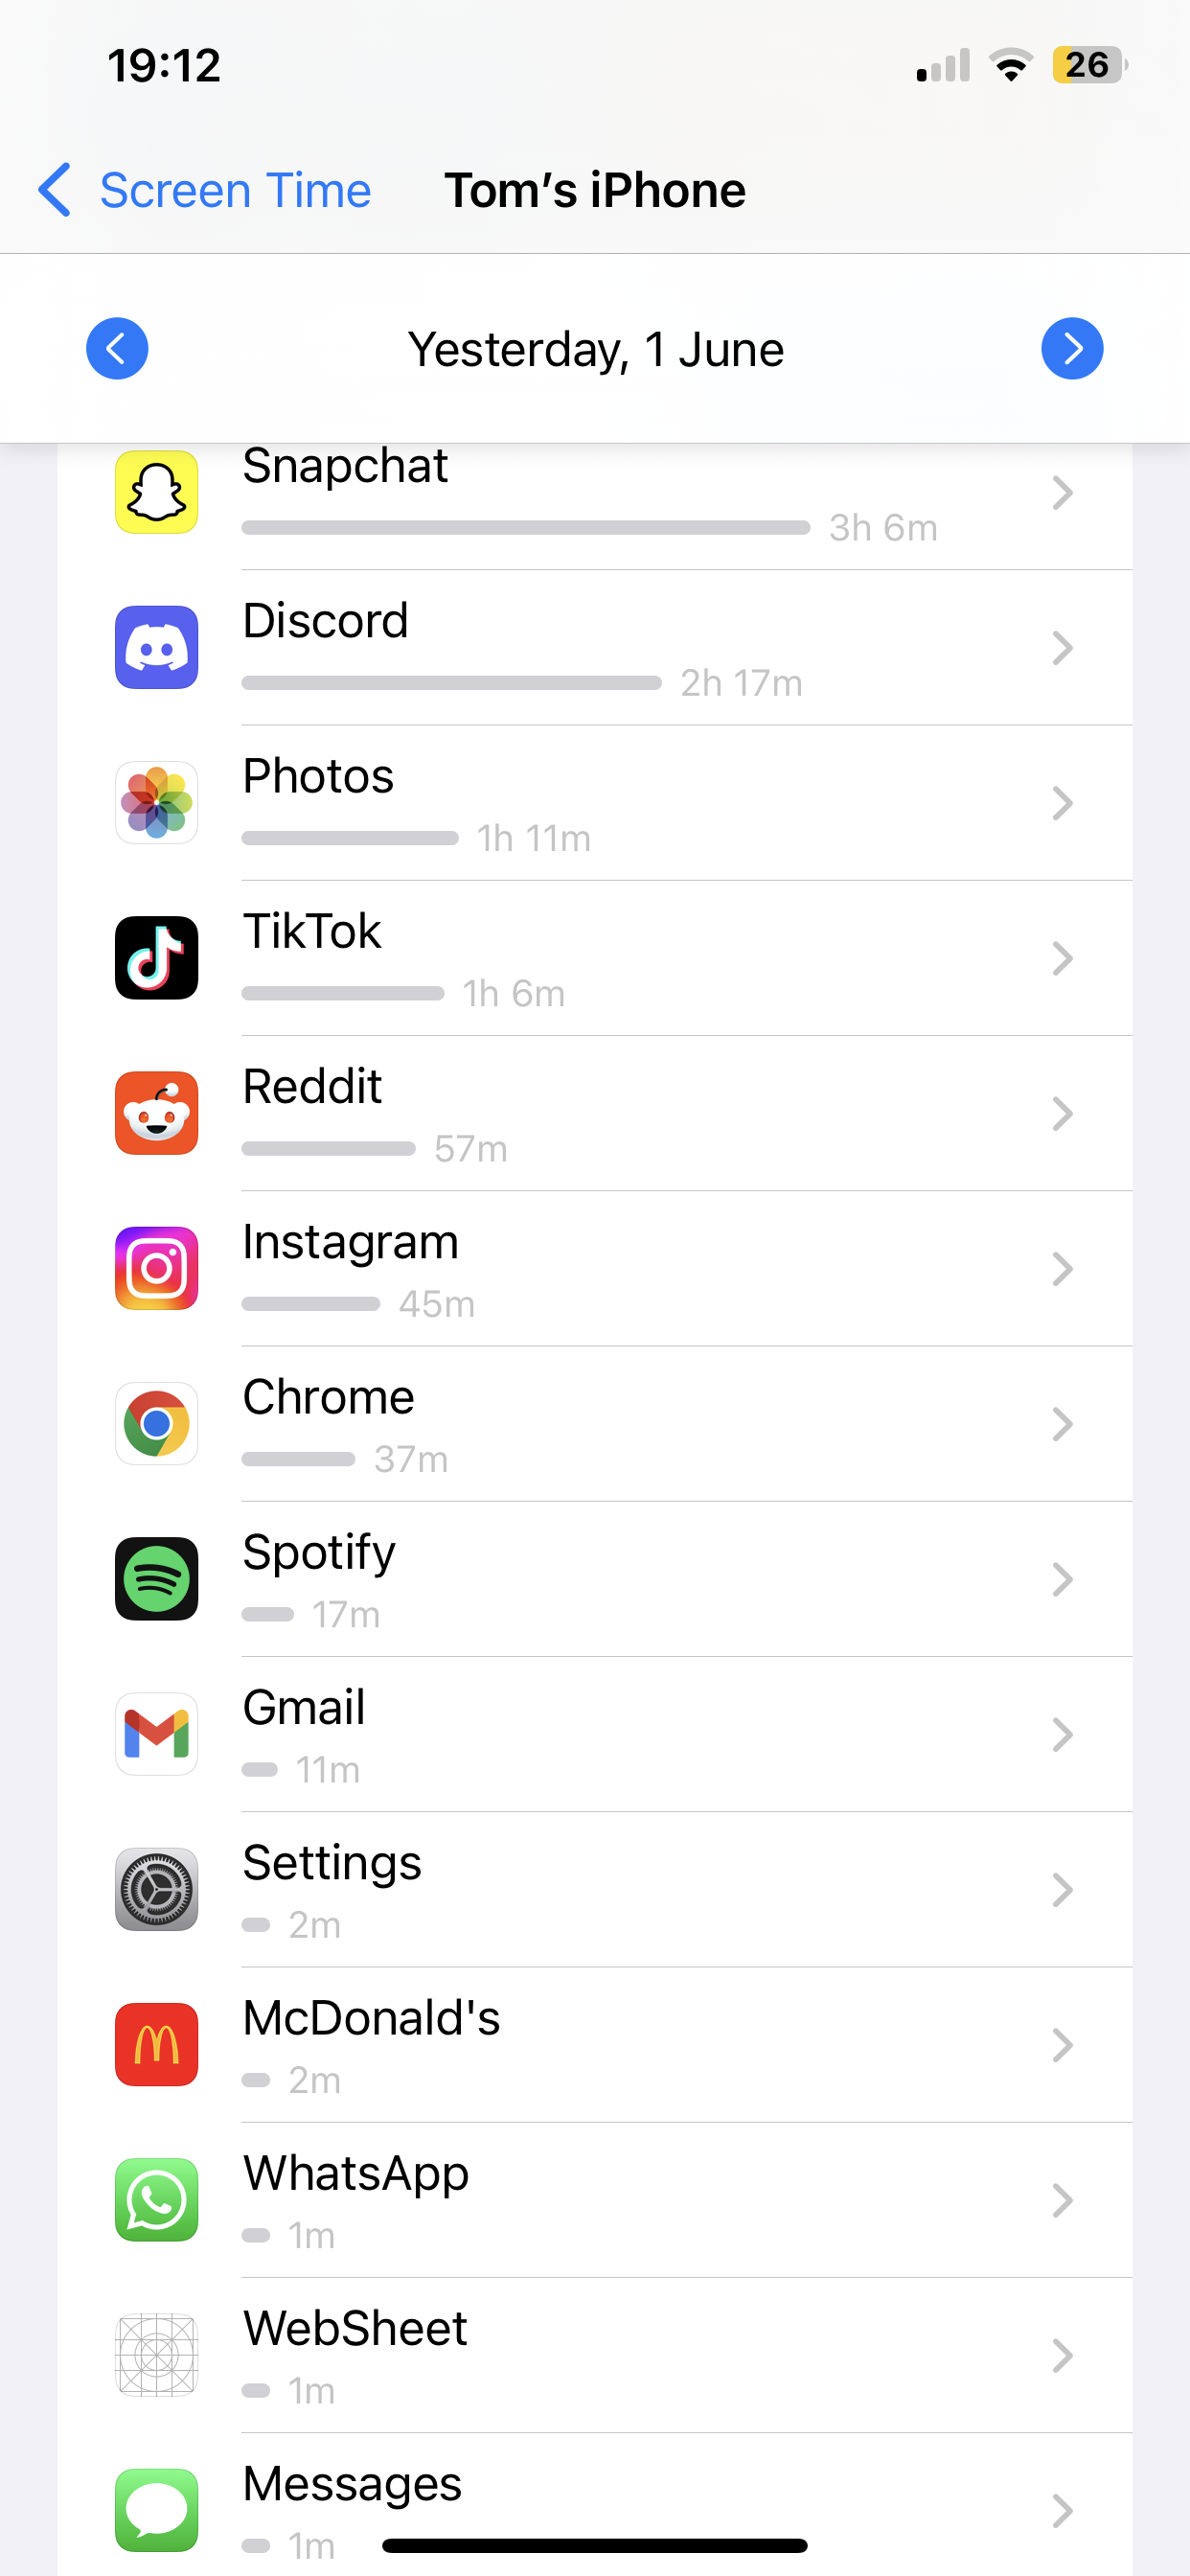 19:12
26
Screen Time
Tom's iPhone
Yesterday, 1 June
Snapchat
3h 6m
Discord
2h 17m
Photos
1h 11m
TikTok
1h 6m
Reddit
57m
Instagram
45m
Chrome
37m
Spotify
17m
Gmail
11m
Settings
2m
McDonald's
2m
WhatsApp
1m
WebSheet
1m
Messages
1m